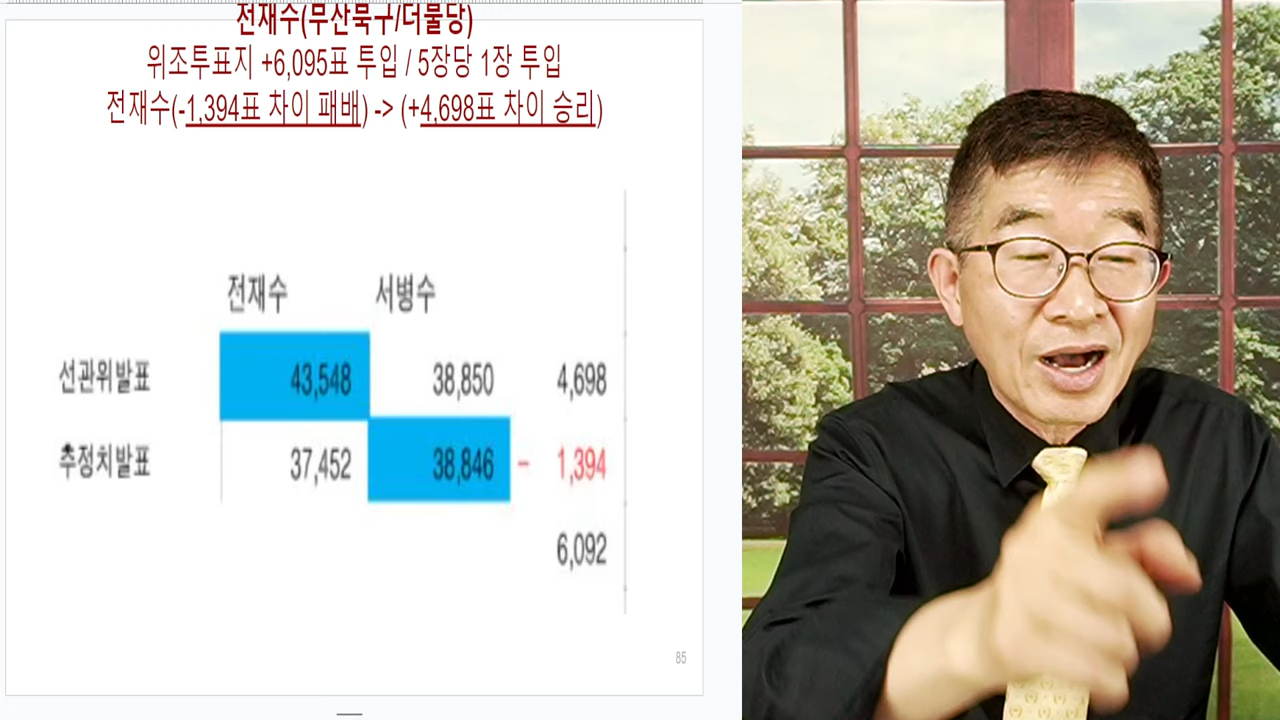 전재수(부산북구/더불당)
위조투표지 +6,095표 투입 / 5장당 1장 투입
전재수(-1,394표 차이 패배) -> (+4,698표 차이 승리)
전재수 서병수
선관위발표 43,548 38,850 4,698
추정치발표 37,452 38,846 - 1,394
6,092
85